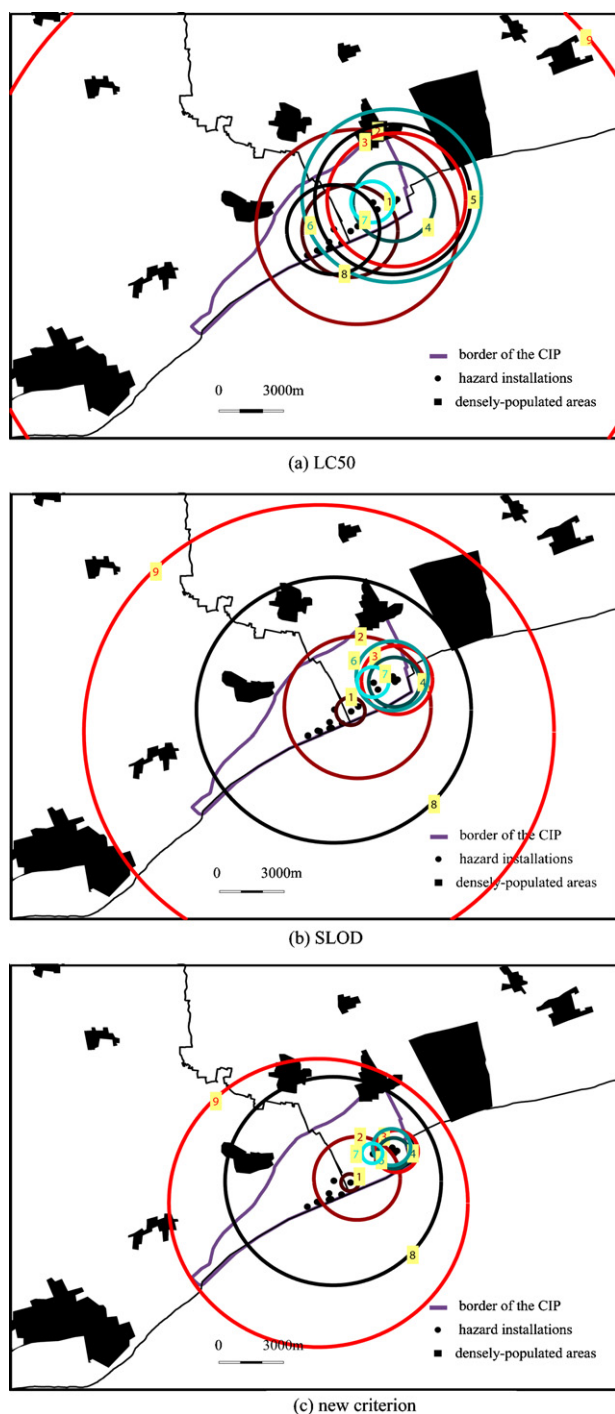 9
2
3
1
5
4
6
7
8
border of the CIP
0 3000m
hazard installations
densely-populated areas
(a) LC50
9
2
6
3
7
4
1
8
border of the CIP
hazard installations
0 3000m
densely-populated areas
(b) SLOD
9
2
3
7
4
6
1
8
border of the CIP
hazard installations
0 3000m
densely-populated areas
(c) new criterion